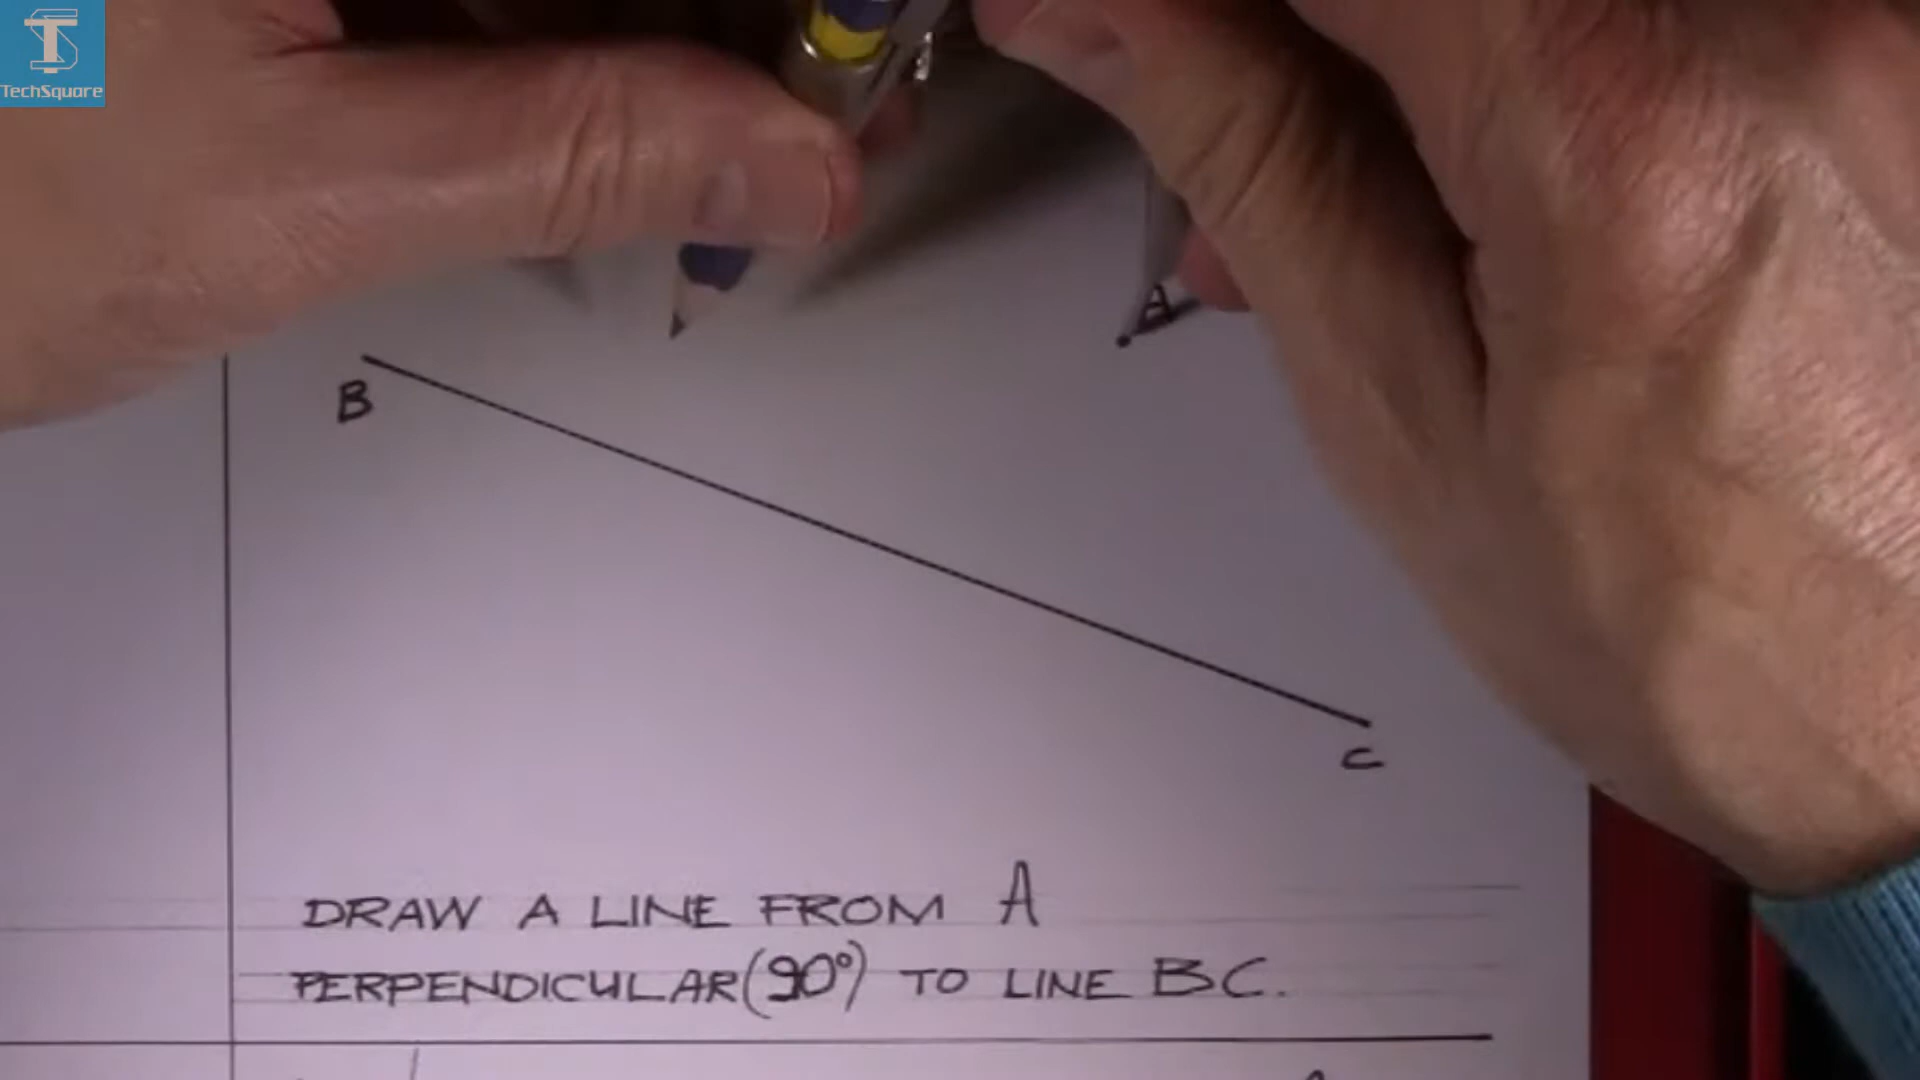 TechSquare
A
B
C
DRAW A LINE FROM A
PERPENDICULAR (90°) TO LINE BC.